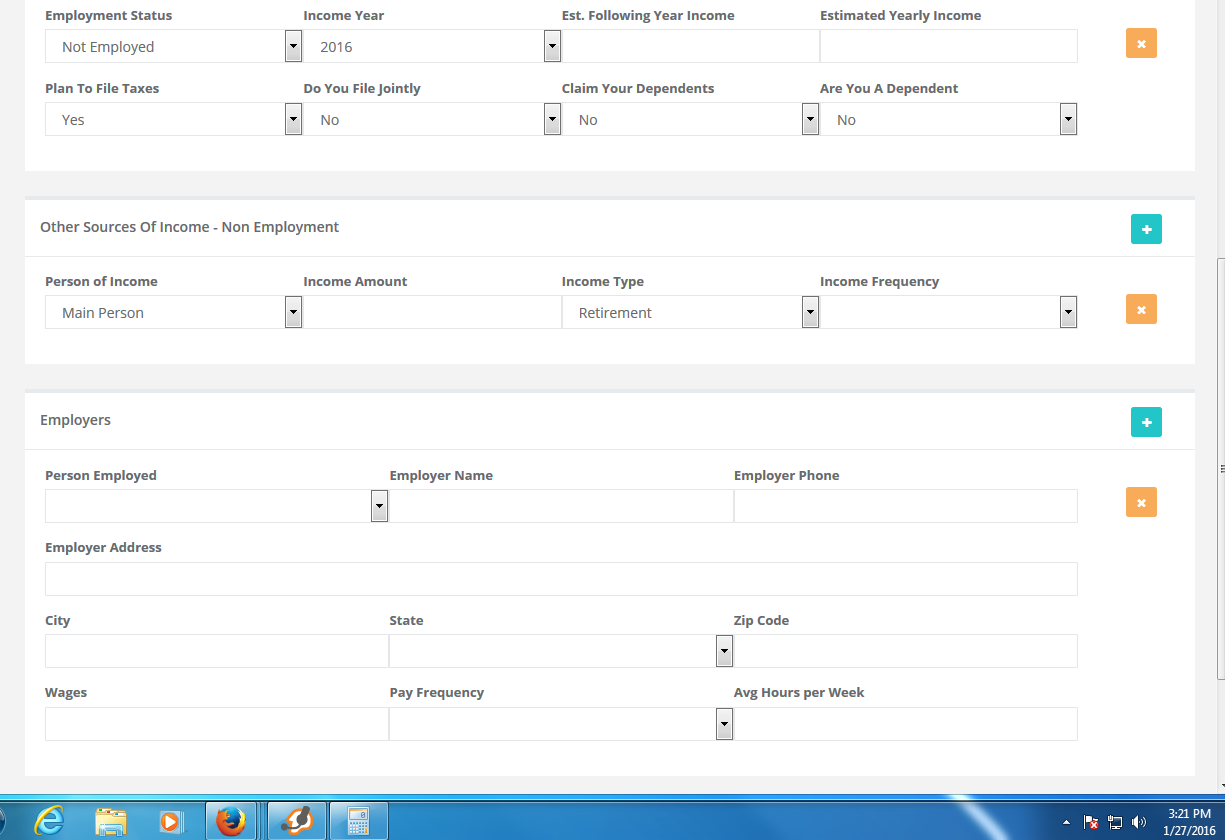 Employment Status Income Year Est. Following Year Income Estimated Yearly Income
Not Employed 2016
Plan To File Taxes Do You File Jointly Claim Your Dependents Are You A Dependent
Yes No No No
Other Sources Of Income - Non Employment
Person of Income Income Amount Income Type Income Frequency
Main Person Retirement
Employers
Person Employed Employer Name Employer Phone
Employer Address
City State Zip Code
Wages Pay Frequency Avg Hours per Week
3:21 PM
1/27/2016